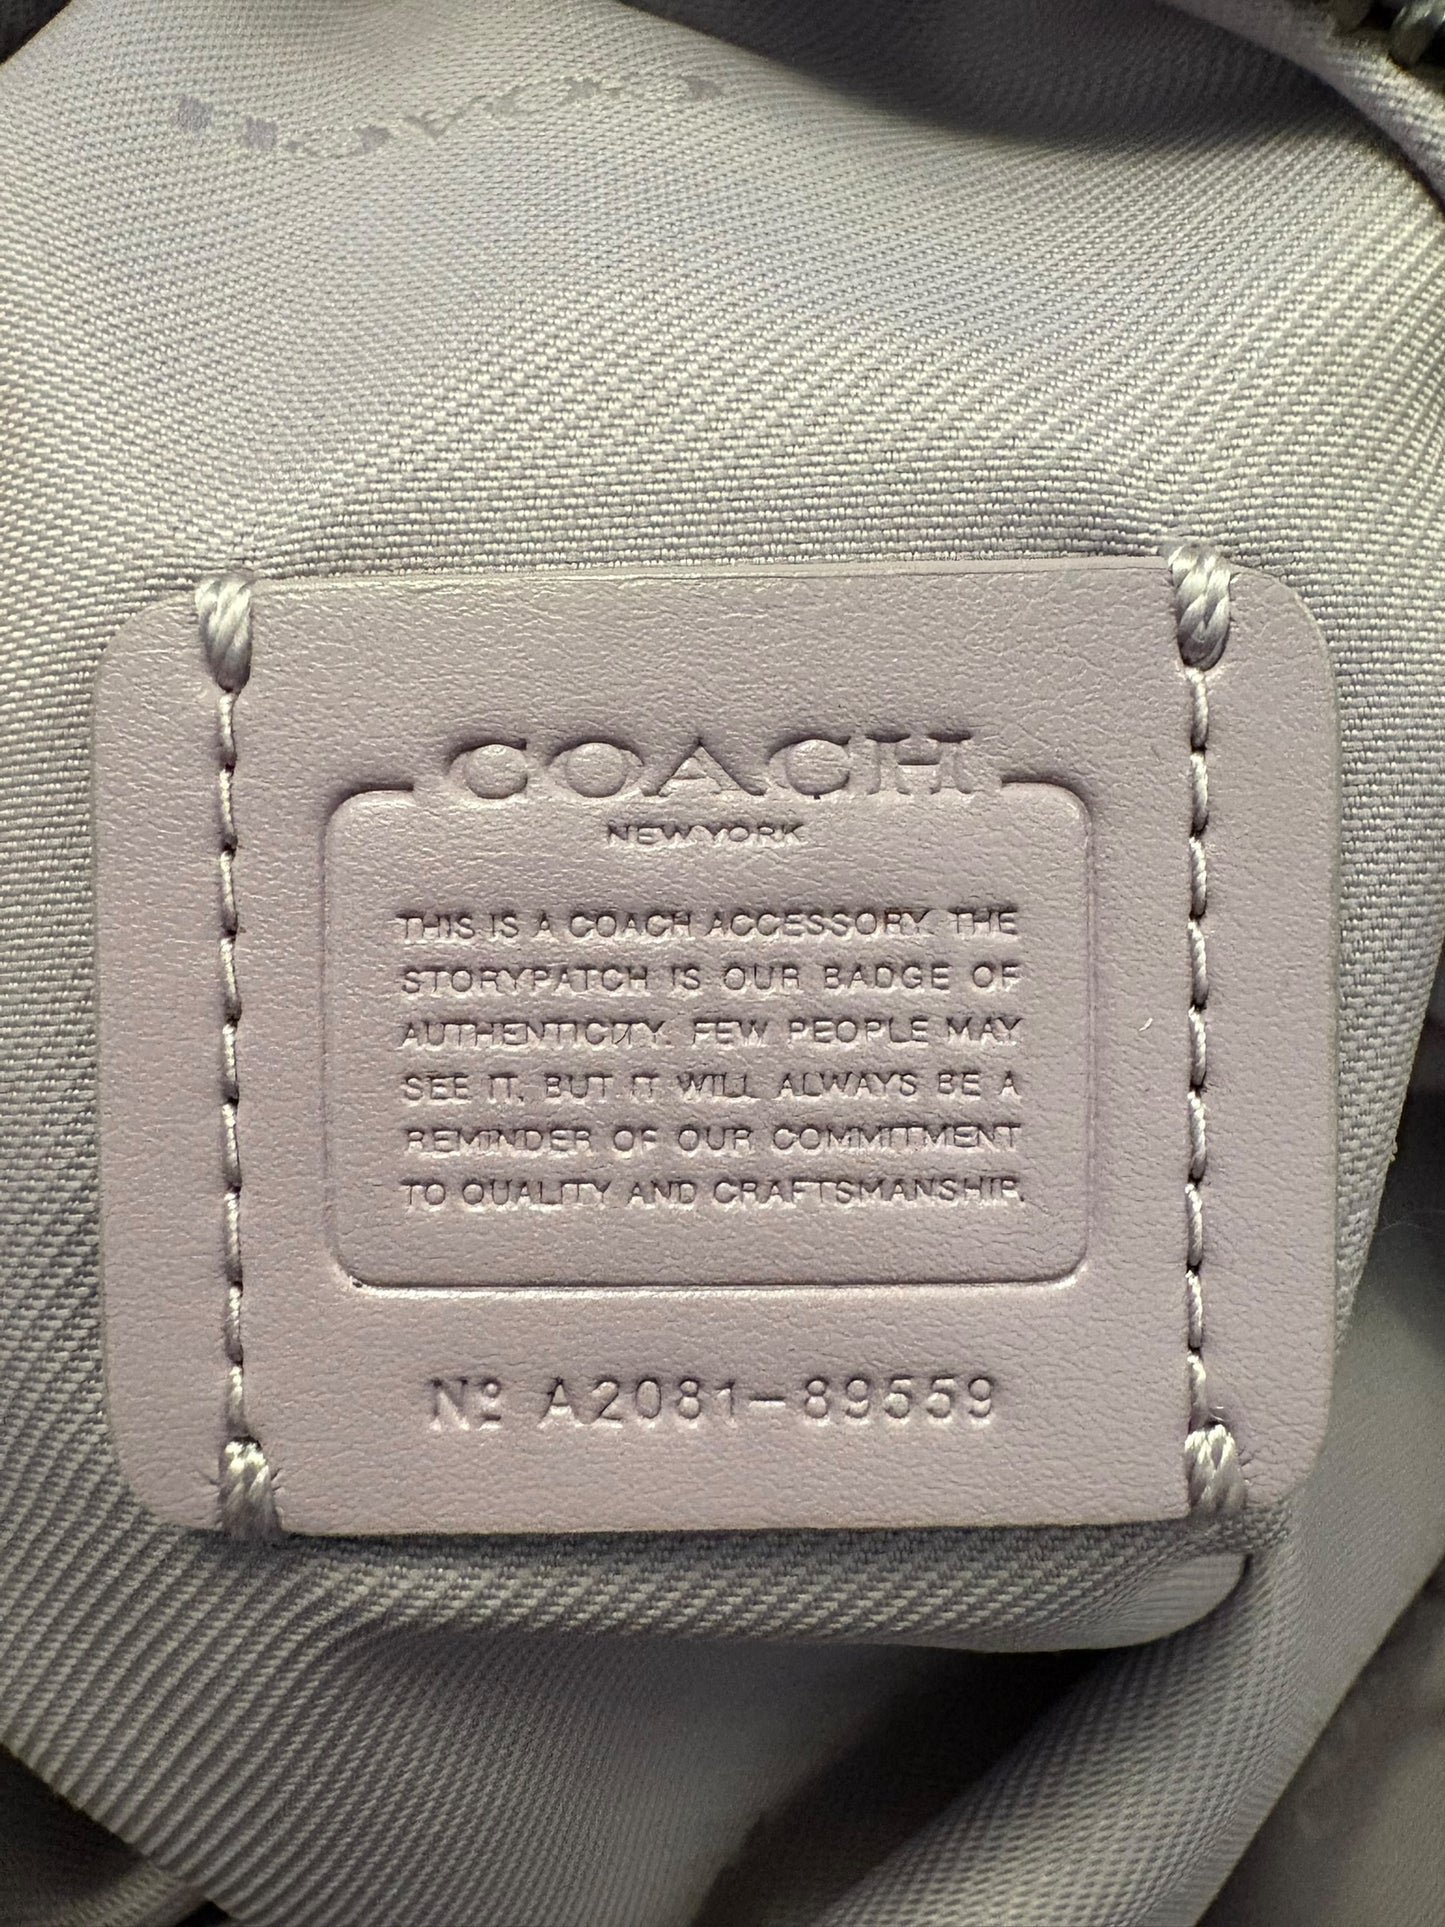 COACH
NEW YORK
THIS IS A COACH ACCESSORY. THE
STORYPATCH IS OUR BADGE OF
AUTHENTICITY. FEW PEOPLE MAY
SEE IT, BUT IT WILL ALWAYS BE A
REMINDER OF OUR COMMITMENT
TO QUALITY AND CRAFTSMANSHIP.
Nº A2081-89559